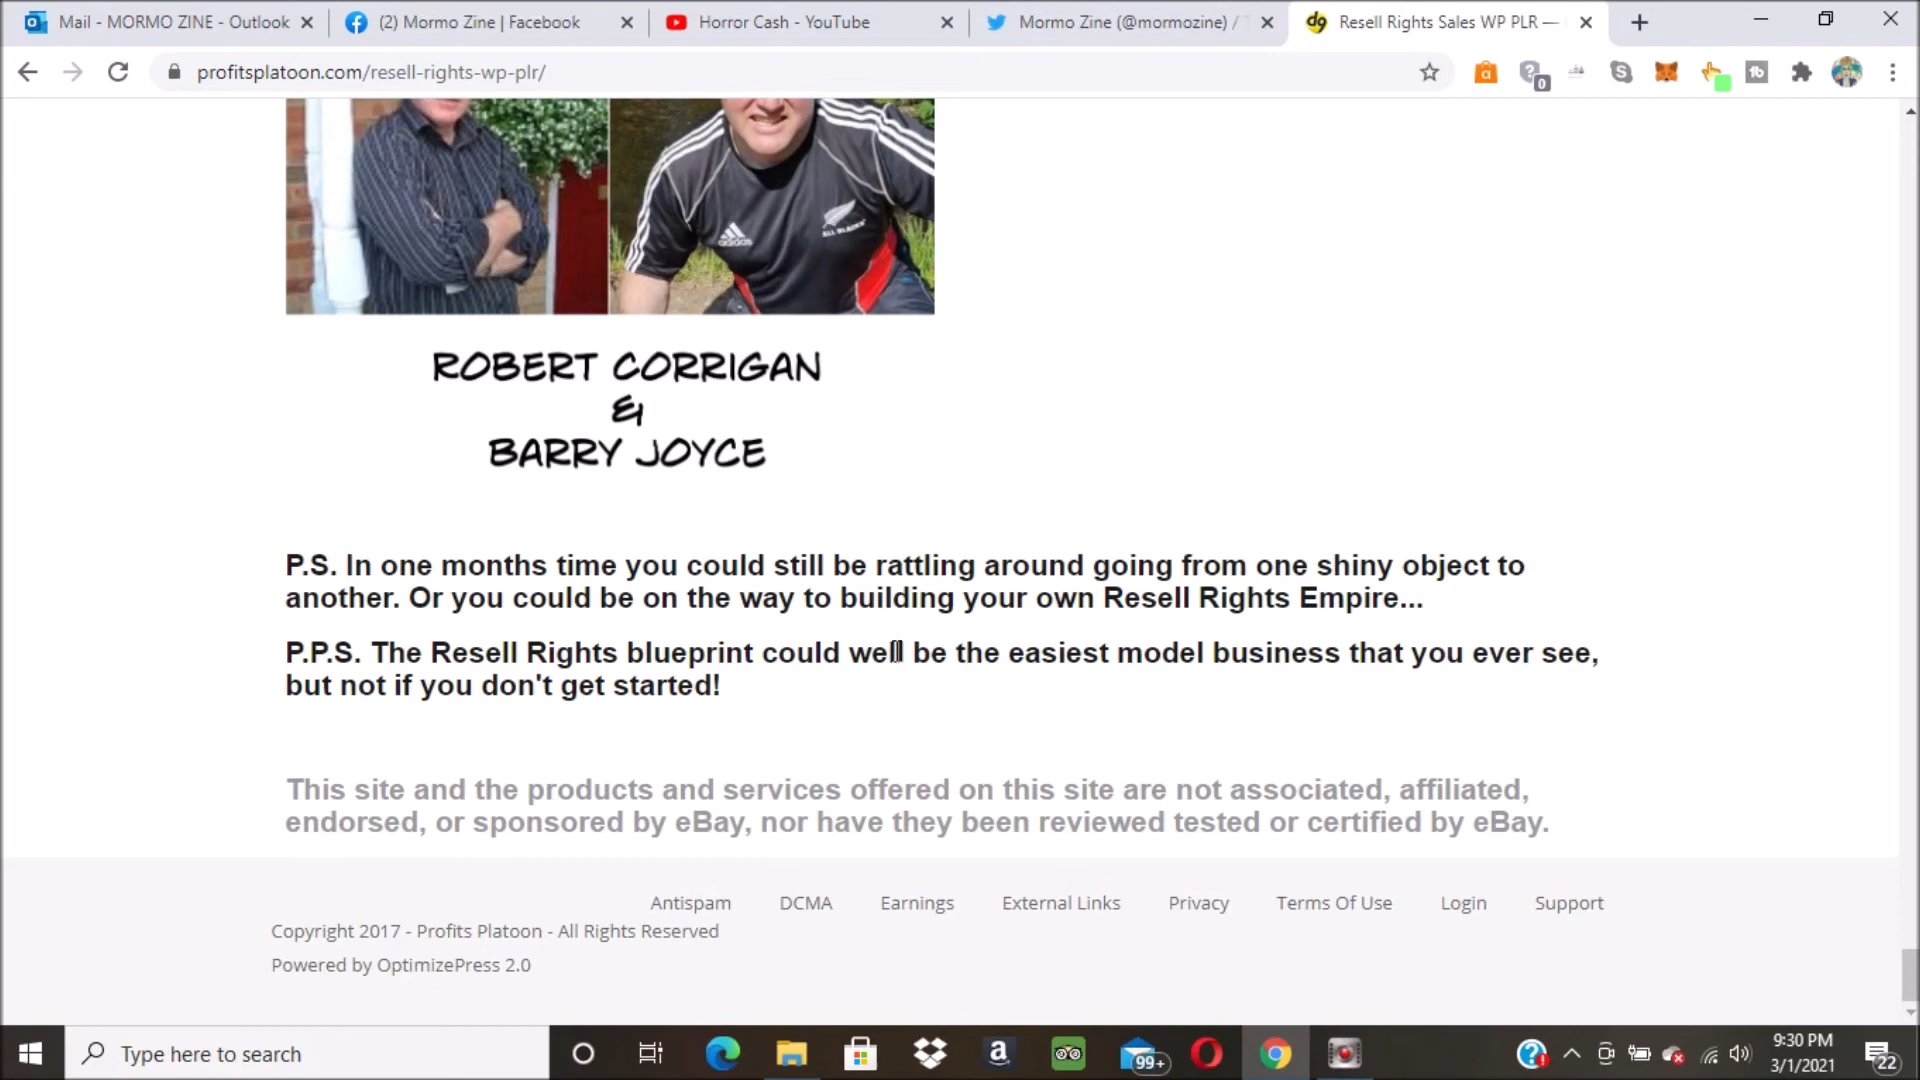 Mail - MORMO ZINE - Outlook
(2) Mormo Zine | Facebook
Horror Cash - YouTube
Mormo Zine (@mormozine) / T
Resell Rights Sales WP PLR —
profitsplatoon.com/resell-rights-wp-plr/
0
tb
adidas
ALL BLACKS
ROBERT CORRIGAN
&
BARRY JOYCE
P.S. In one months time you could still be rattling around going from one shiny object to
another. Or you could be on the way to building your own Resell Rights Empire...
P.P.S. The Resell Rights blueprint could well be the easiest model business that you ever see,
but not if you don't get started!
This site and the products and services offered on this site are not associated, affiliated,
endorsed, or sponsored by eBay, nor have they been reviewed tested or certified by eBay.
Antispam DCMA Earnings External Links Privacy Terms Of Use Login Support
Copyright 2017 - Profits Platoon - All Rights Reserved
Powered by OptimizePress 2.0
Type here to search
99+
9:30 PM
3/1/2021
22